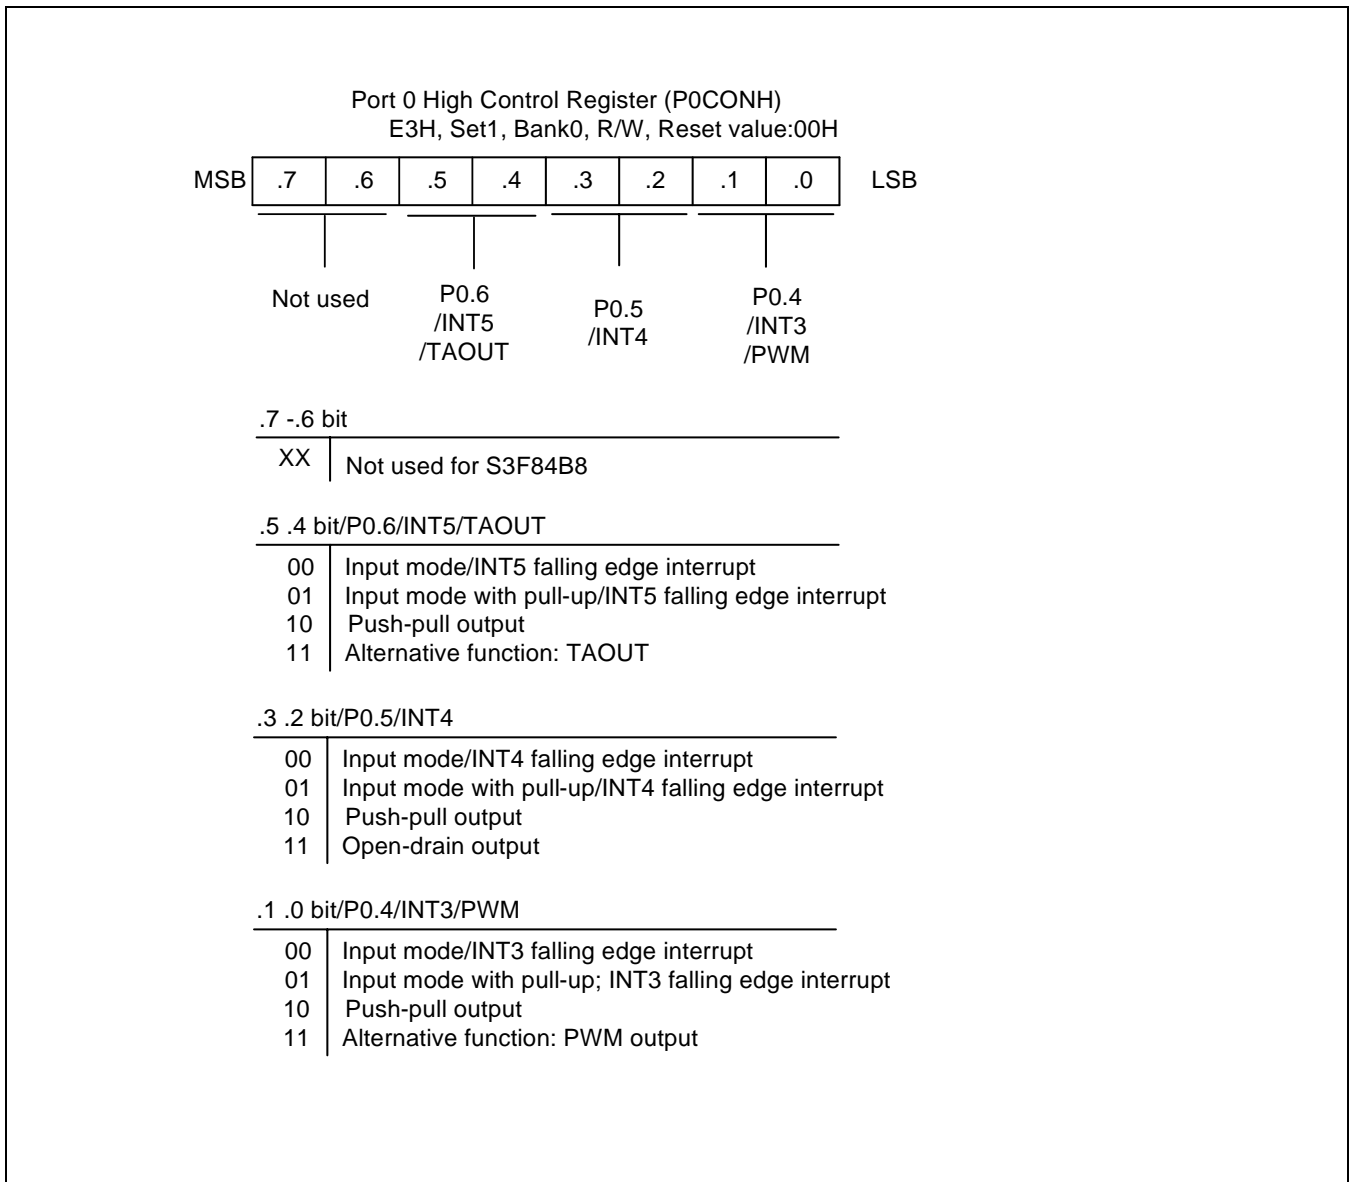 Port 0 High Control Register (P0CONH)
E3H, Set1, Bank0, R/W, Reset value:00H
MSB .7 .6 .5 .4 .3 .2 .1 .0 LSB
Not used
P0.6
/INT5
/TAOUT
P0.5
/INT4
P0.4
/INT3
/PWM
.7 -.6 bit
XX Not used for S3F84B8
.5 .4 bit/P0.6/INT5/TAOUT
00 Input mode/INT5 falling edge interrupt
01 Input mode with pull-up/INT5 falling edge interrupt
10 Push-pull output
11 Alternative function: TAOUT
.3 .2 bit/P0.5/INT4
00 Input mode/INT4 falling edge interrupt
01 Input mode with pull-up/INT4 falling edge interrupt
10 Push-pull output
11 Open-drain output
.1 .0 bit/P0.4/INT3/PWM
00 Input mode/INT3 falling edge interrupt
01 Input mode with pull-up; INT3 falling edge interrupt
10 Push-pull output
11 Alternative function: PWM output